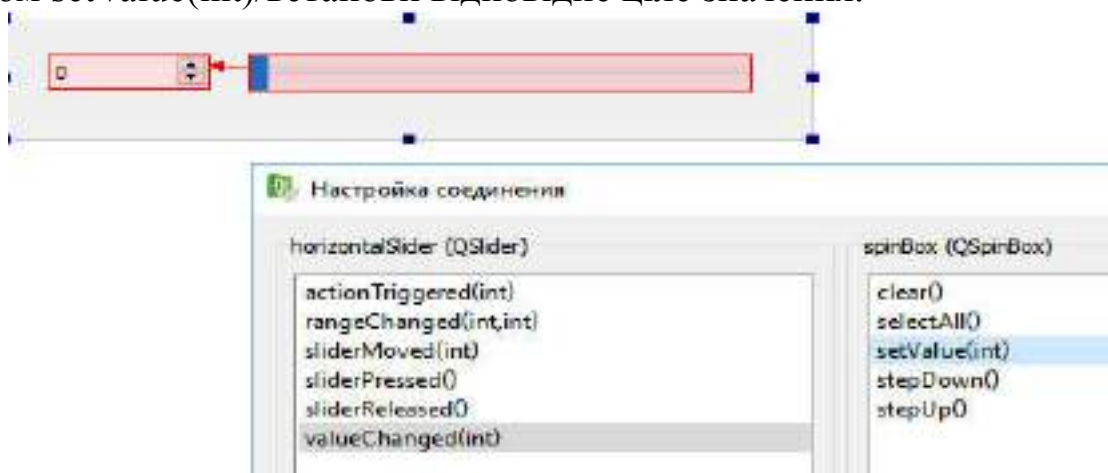 setValue(int)/встанови відповідне ціле значення.
0
Настройка соединения
horizontalSlider (QSlider)
spinBox (QSpinBox)
actionTriggered(int)
rangeChanged(int,int)
sliderMoved(int)
sliderPressed()
sliderReleased()
valueChanged(int)
clear()
selectAll()
setValue(int)
stepDown()
stepUp()